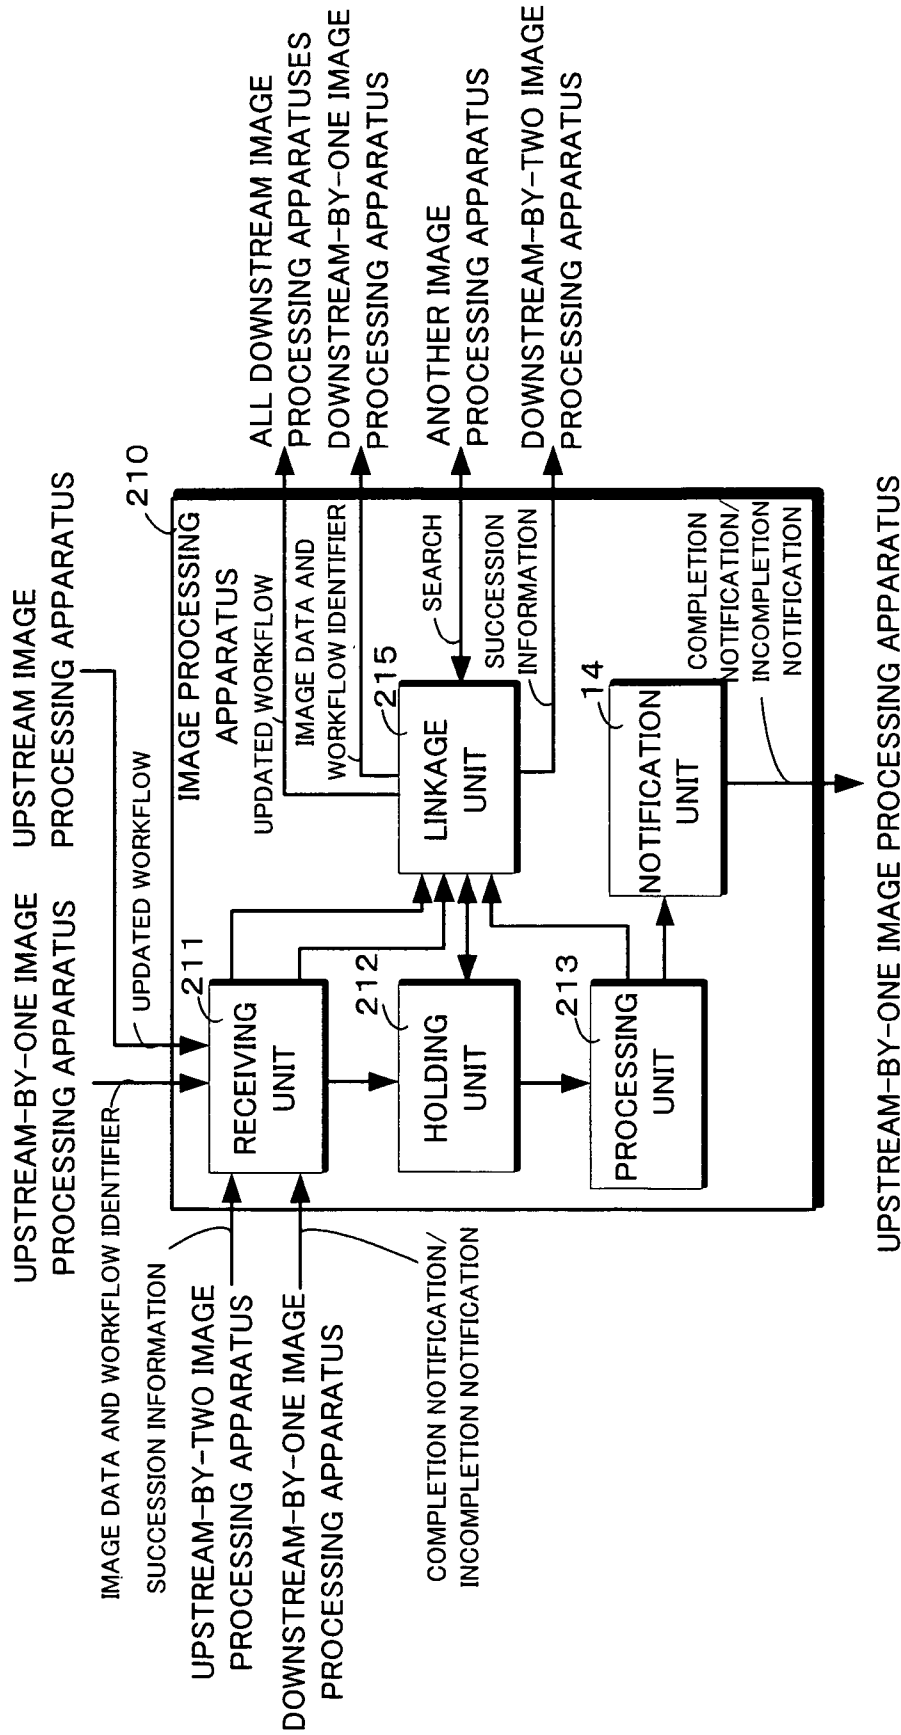 UPSTREAM-BY-ONE IMAGE
PROCESSING APPARATUS
UPSTREAM IMAGE
PROCESSING APPARATUS
IMAGE DATA AND WORKFLOW IDENTIFIER
UPDATED WORKFLOW
SUCCESSION INFORMATION
UPSTREAM-BY-TWO IMAGE
PROCESSING APPARATUS
DOWNSTREAM-BY-ONE IMAGE
PROCESSING APPARATUS
COMPLETION NOTIFICATION/
INCOMPLETION NOTIFICATION
210
IMAGE PROCESSING
APPARATUS
211
RECEIVING
UNIT
212
HOLDING
UNIT
213
PROCESSING
UNIT
215
LINKAGE
UNIT
14
NOTIFICATION
UNIT
UPDATED WORKFLOW
IMAGE DATA AND
WORKFLOW IDENTIFIER
SEARCH
SUCCESSION
INFORMATION
COMPLETION
NOTIFICATION/
INCOMPLETION
NOTIFICATION
ALL DOWNSTREAM IMAGE
PROCESSING APPARATUSES
DOWNSTREAM-BY-ONE IMAGE
PROCESSING APPARATUS
ANOTHER IMAGE
PROCESSING APPARATUS
DOWNSTREAM-BY-TWO IMAGE
PROCESSING APPARATUS
UPSTREAM-BY-ONE IMAGE PROCESSING APPARATUS